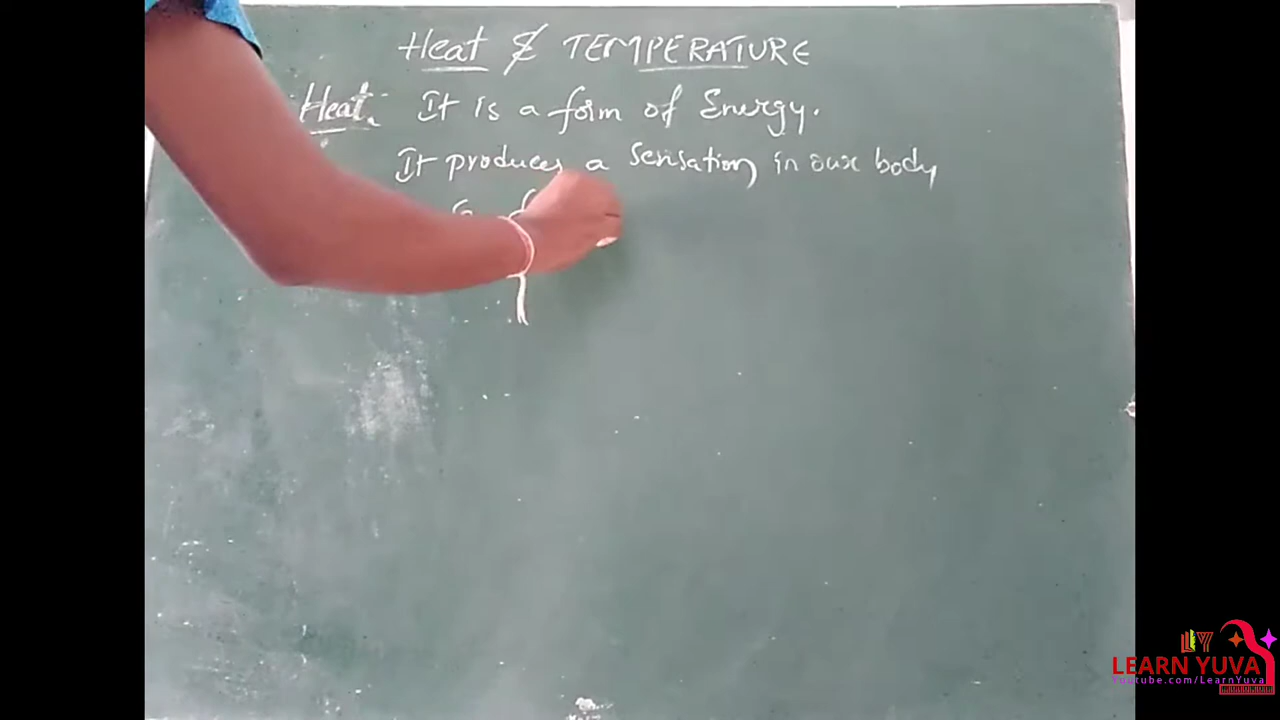 Heat & TEMPERATURE
Heat. It is a form of Energy.
It produces a Sensation in our body
LY
LEARN YUVA
Youtube.com/LearnYuva